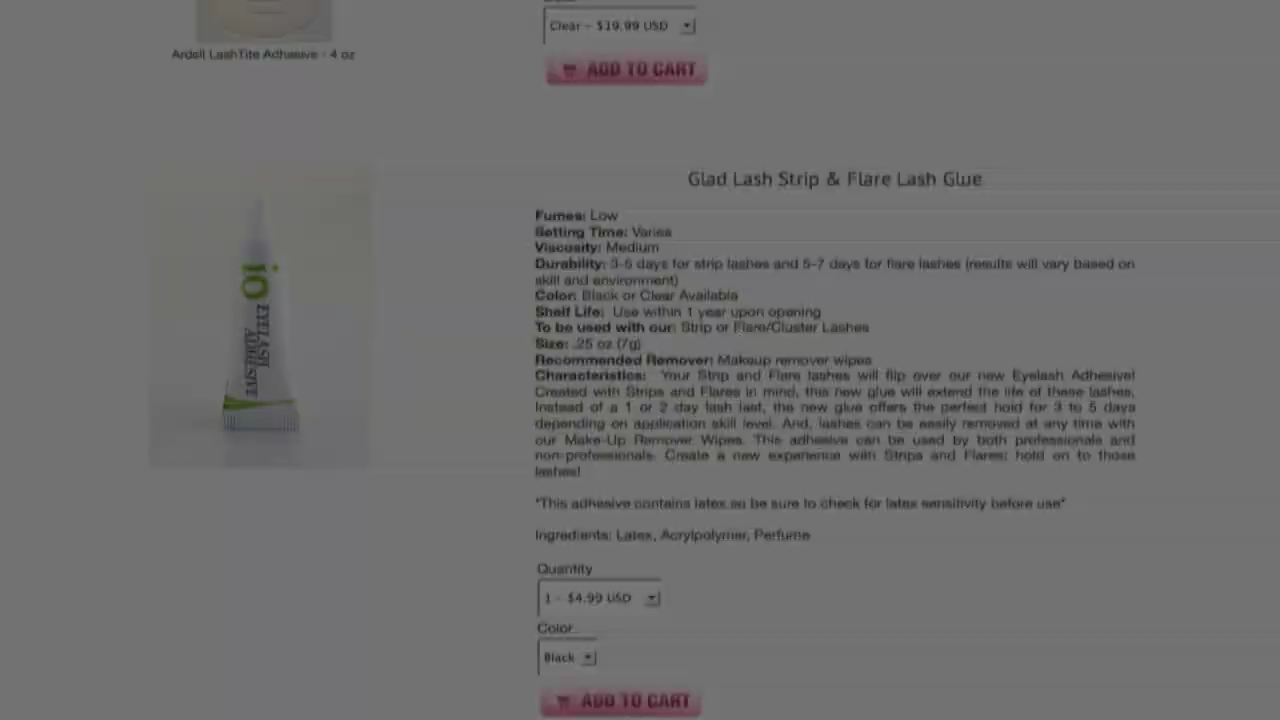 Clear - $19.99 USD
Ardell LashTite Adhesive - 4 oz
ADD TO CART
Glad Lash Strip & Flare Lash Glue
Fumes: Low
Setting Time: Varies
Viscosity: Medium
Durability: 3-5 days for strip lashes and 5-7 days for flare lashes (results will vary based on
skill and environment)
Color: Black or Clear Available
Shelf Life: Use within 1 year upon opening
To be used with our: Strip or Flare/Cluster Lashes
Size: .25 oz (7g)
Recommended Remover: Makeup remover wipes
Characteristics: Your Strip and Flare lashes will flip over our new Eyelash Adhesive!
Created with Strips and Flares in mind, this new glue will extend the life of these lashes.
Instead of a 1 or 2 day lash last, the new glue offers the perfect hold for 3 to 5 days
depending on application skill level. And, lashes can be easily removed at any time with
our Make-Up Remover Wipes. This adhesive can be used by both professionals and
non-professionals. Create a new experience with Strips and Flares: hold on to those
lashes!
*This adhesive contains latex so be sure to check for latex sensitivity before use*
Ingredients: Latex, Acrylpolymer, Perfume
Quantity
1 - $4.99 USD
Color
Black
ADD TO CART
EYELASH
ADHESIVE